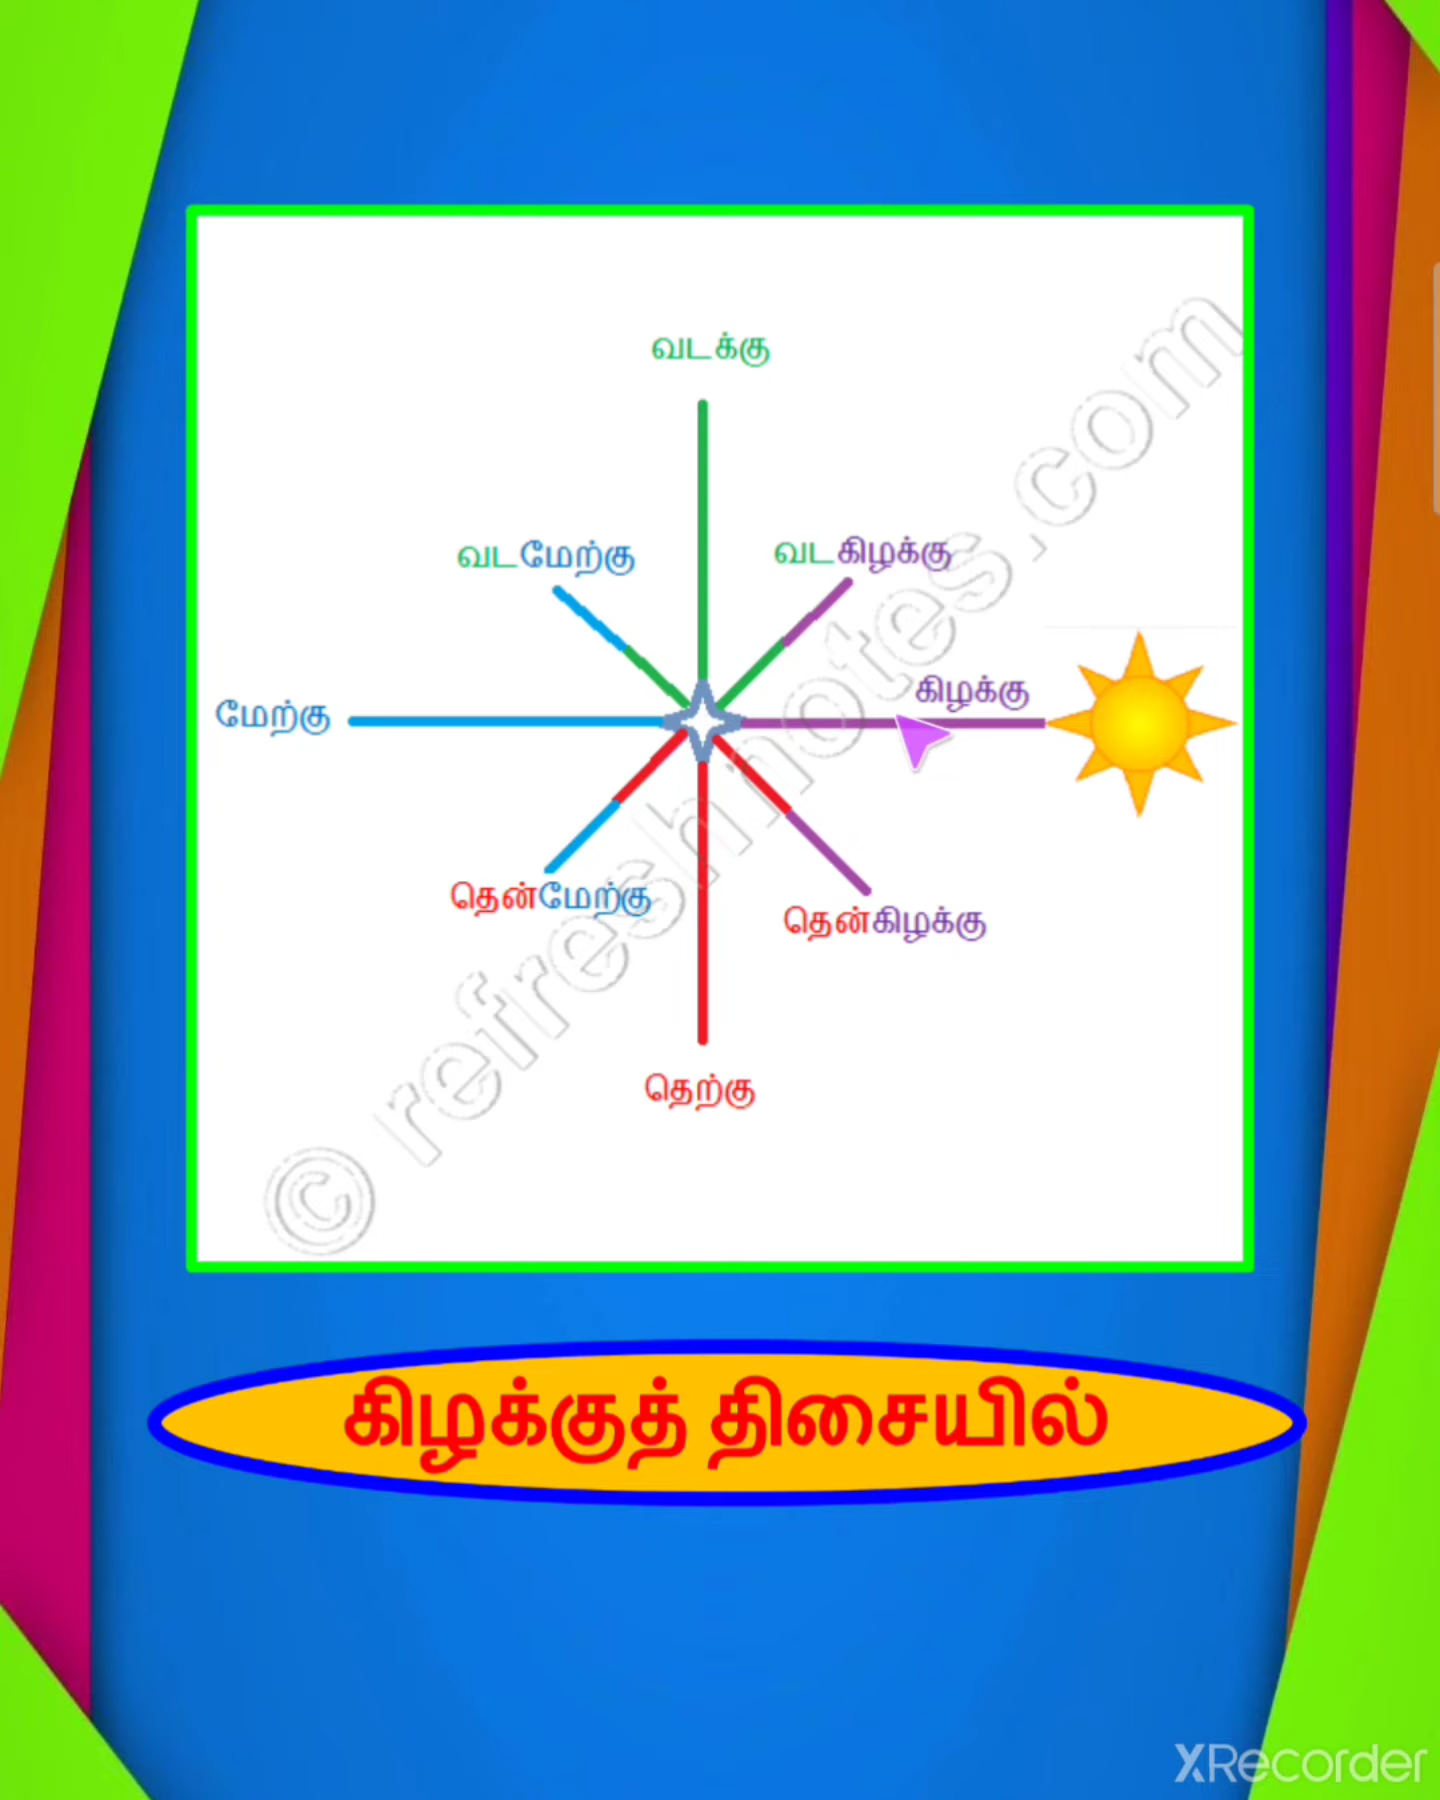 வடக்கு
வடமேற்கு
வடகிழக்கு
கிழக்கு
மேற்கு
தென்மேற்கு
தென்கிழக்கு
தெற்கு
© refreshnotes.com
கிழக்குத் திசையில்
XRecorder